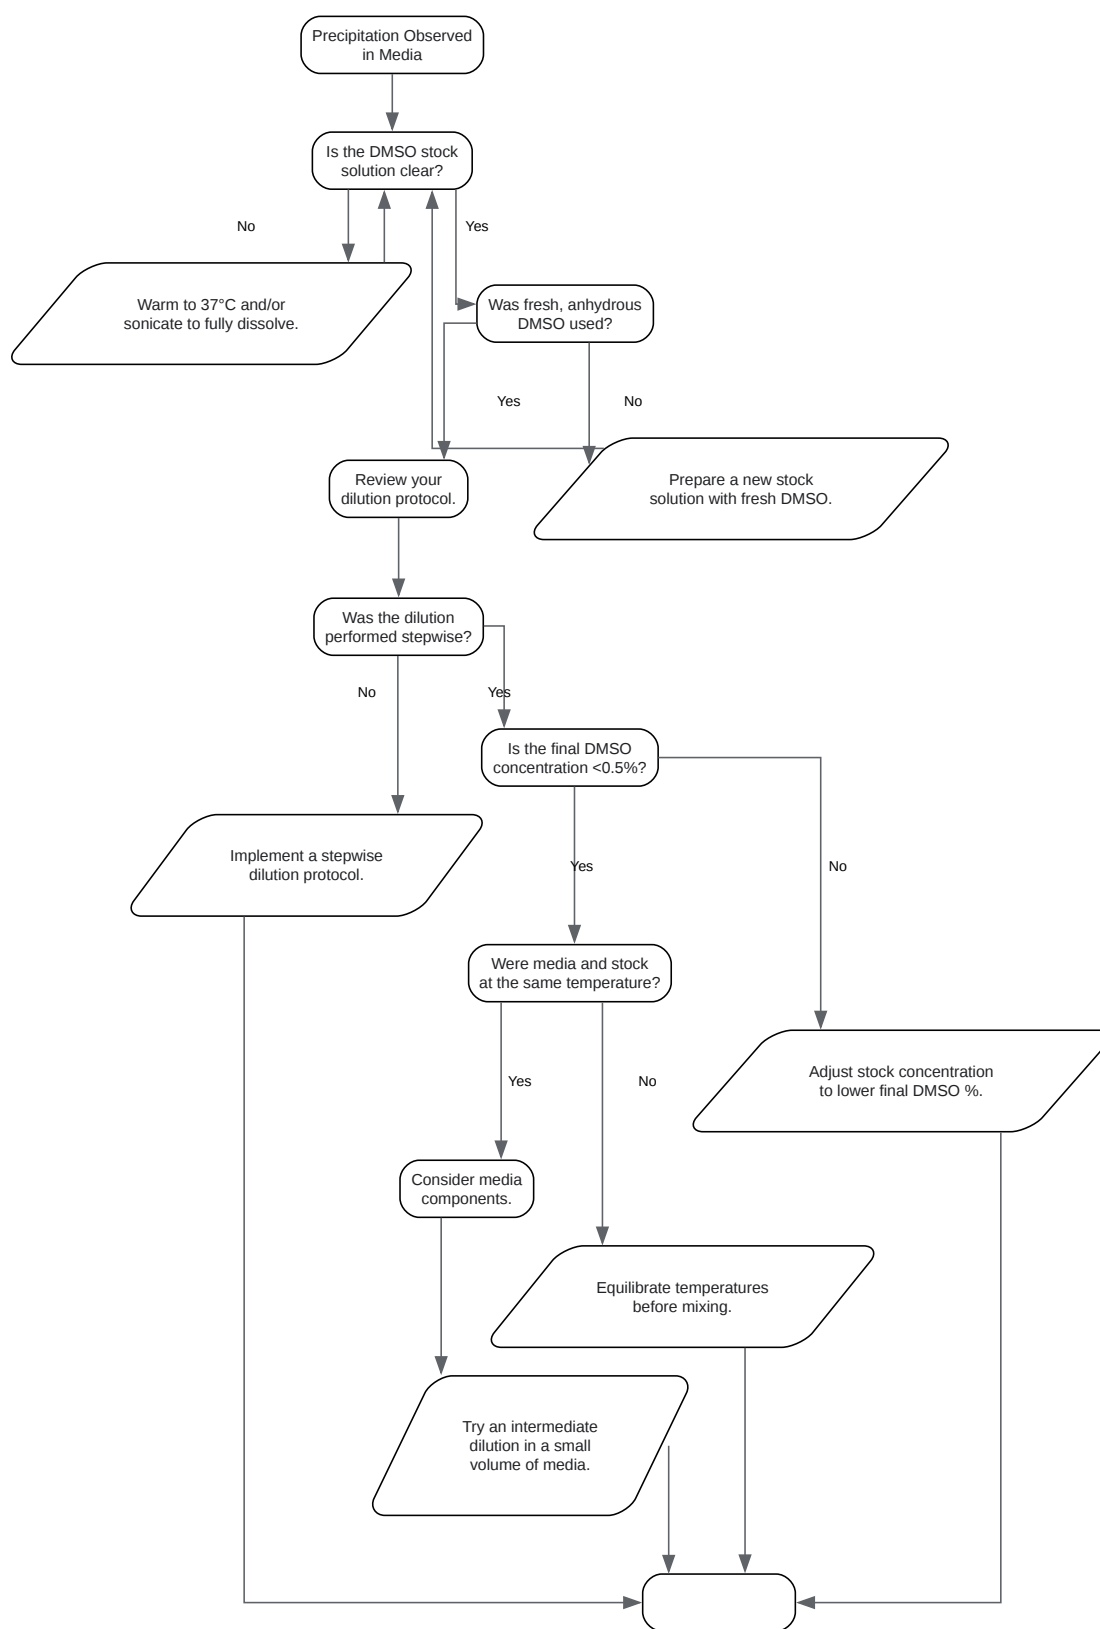 Precipitation Observed
in Media
Is the DMSO stock
solution clear?
No
Yes
Warm to 37°C and/or
sonicate to fully dissolve.
Was fresh, anhydrous
DMSO used?
Yes
No
Review your
dilution protocol.
Prepare a new stock
solution with fresh DMSO.
Was the dilution
performed stepwise?
No
Yes
Is the final DMSO
concentration <0.5%?
Implement a stepwise
dilution protocol.
Yes
No
Were media and stock
at the same temperature?
Yes
No
Adjust stock concentration
to lower final DMSO %.
Consider media
components.
Equilibrate temperatures
before mixing.
Try an intermediate
dilution in a small
volume of media.